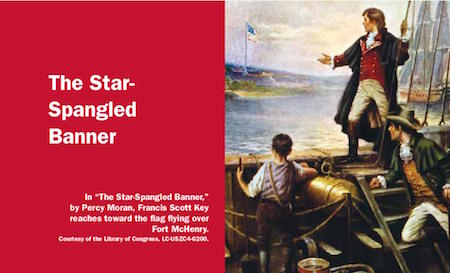 The Star-
Spangled
Banner
In “The Star-Spangled Banner,”
by Percy Moran, Francis Scott Key
reaches toward the flag flying over
Fort McHenry.
Courtesy of the Library of Congress, LC-USZC4-6200.